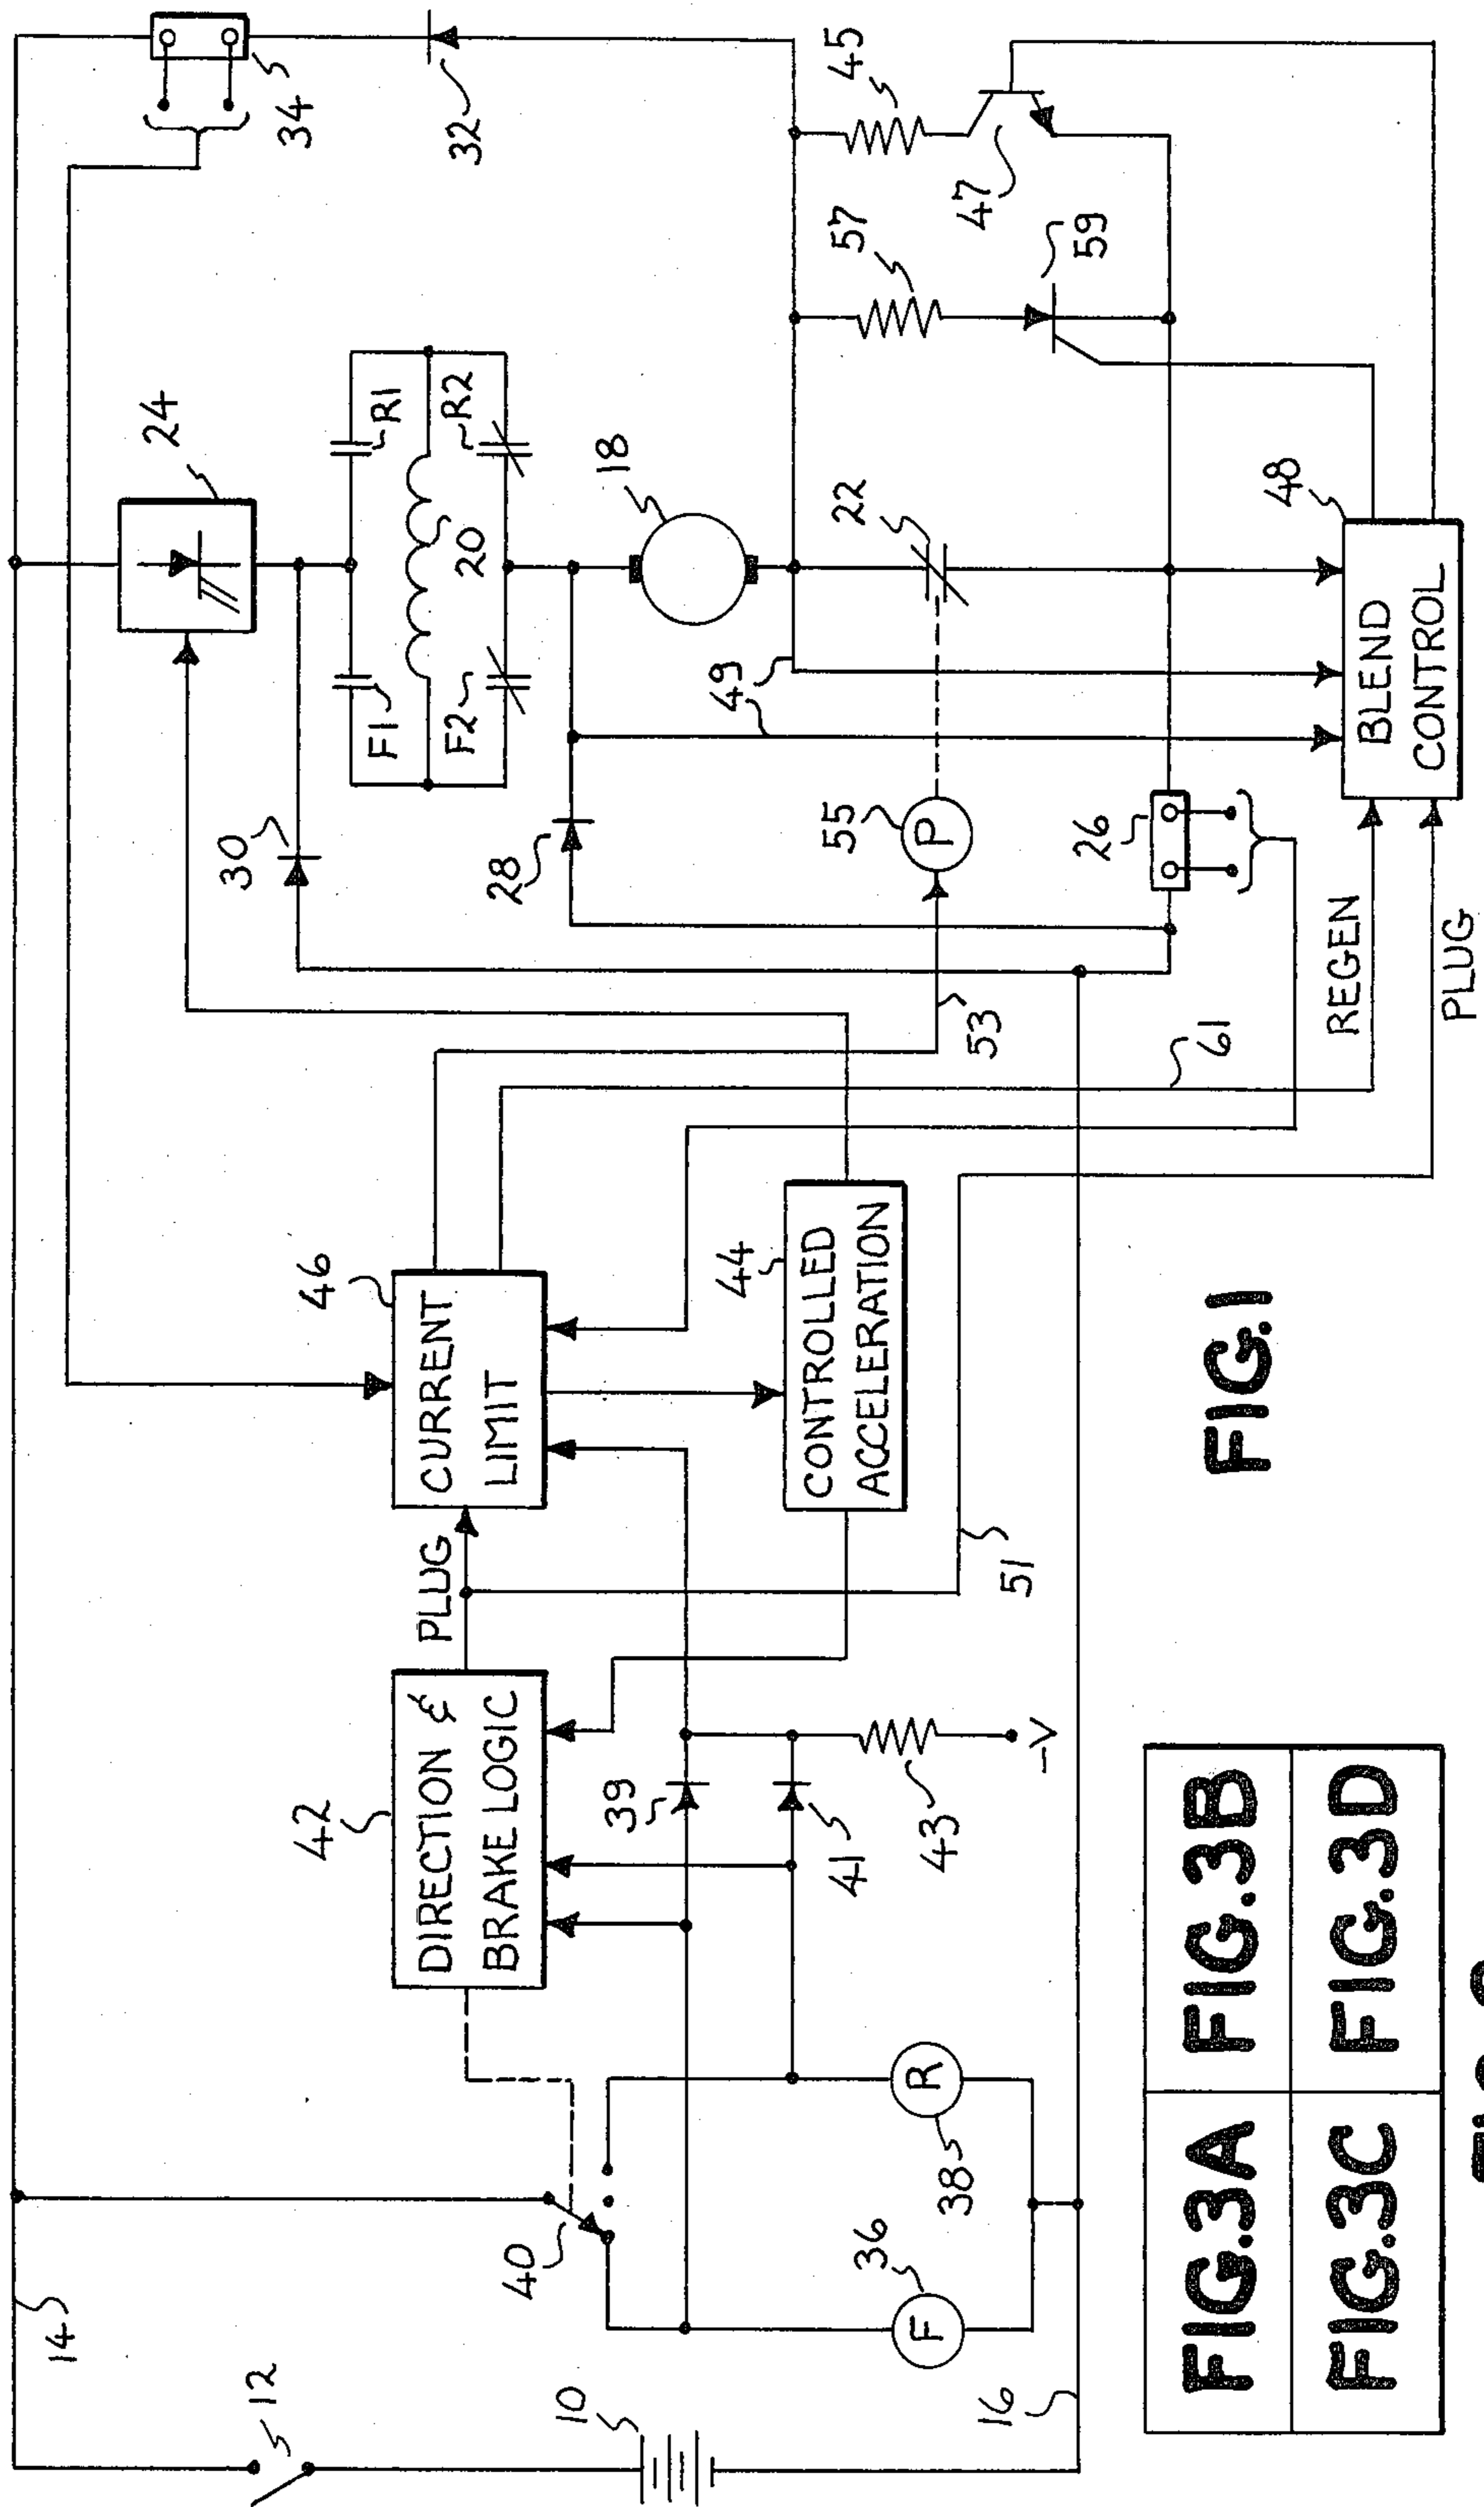 14
12
10
16
40
36
F
38
R
42
DIRECTION &
BRAKE LOGIC
39
41
43
–V
PLUG
51
46
CURRENT
LIMIT
44
CONTROLLED
ACCELERATION
53
61
REGEN
PLUG
30
28
55
P
26
49
48
BLEND
CONTROL
24
F1
R1
20
F2
R2
18
22
57
59
45
47
32
34
FIG.1
FIG.3A
FIG.3B
FIG.3C
FIG.3D